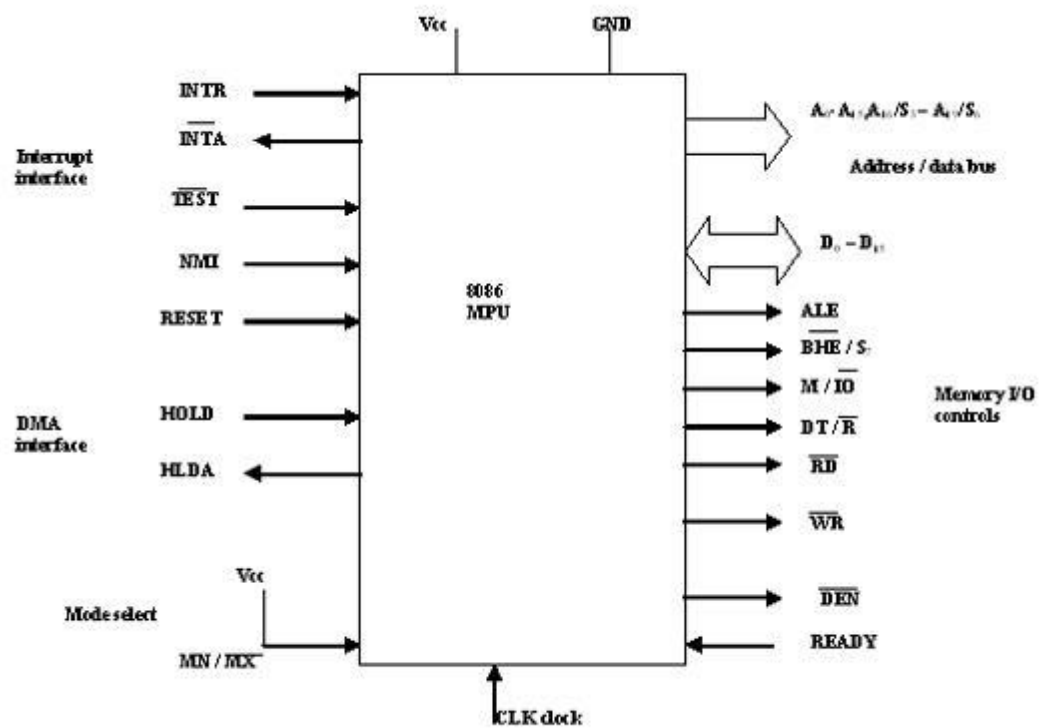 Vcc
GND
INTR
INTA
Interrupt
interface
TEST
NMI
RESET
DMA
interface
HOLD
HLDA
Vcc
Mode select
MN / MX
8086
MPU
CLK clock
Address / data bus
ALE
BHE / S₇
M / IO
DT / R
RD
WR
DEN
READY
Memory I/O
controls